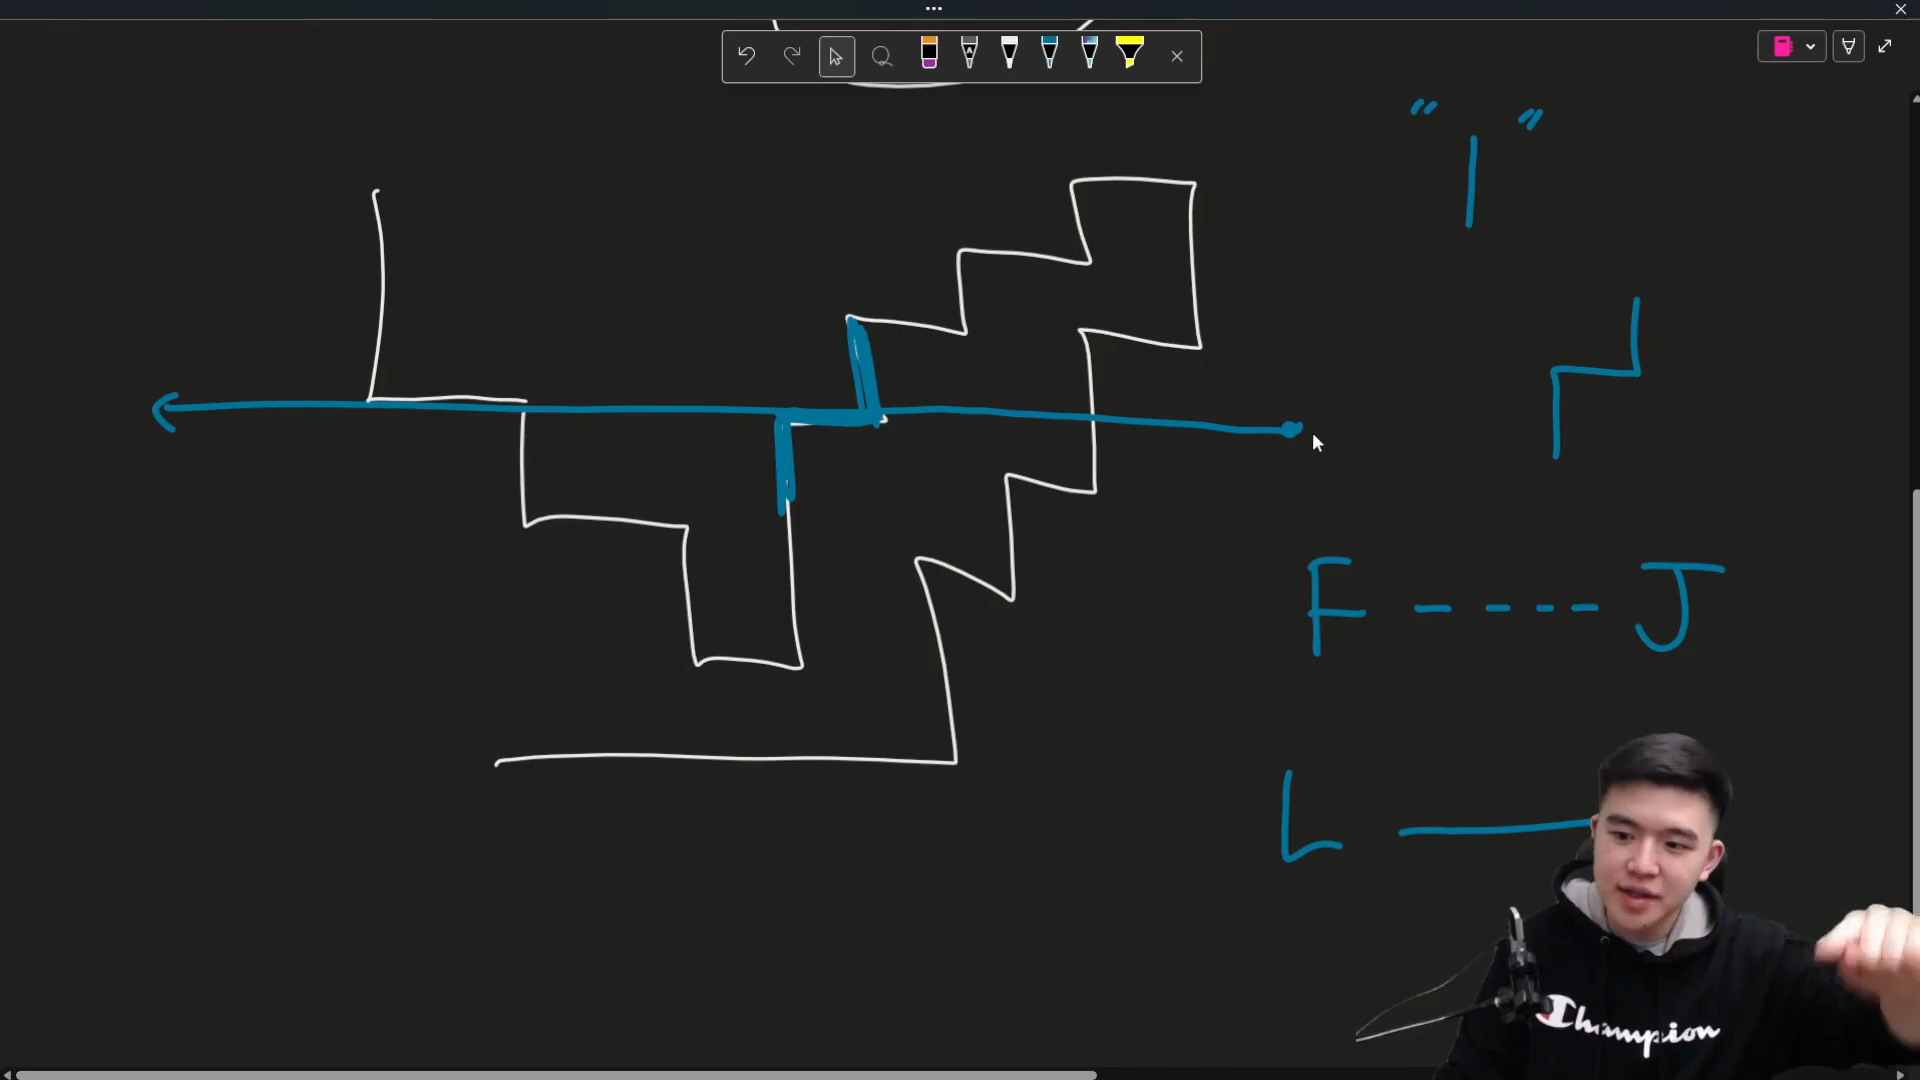 " | "
F - - - - J
L —
Champion